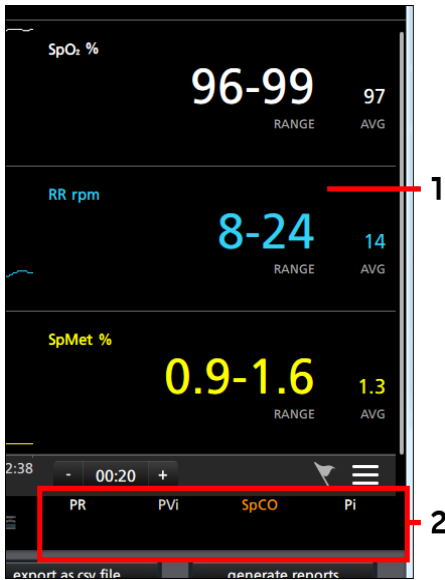 SpO₂ %
96-99
97
RANGE
AVG
1
RR rpm
8-24
14
RANGE
AVG
SpMet %
0.9-1.6
1.3
RANGE
AVG
2:38
- 00:20 +
PR PVi SpCO Pi
2
export as csv file generate reports